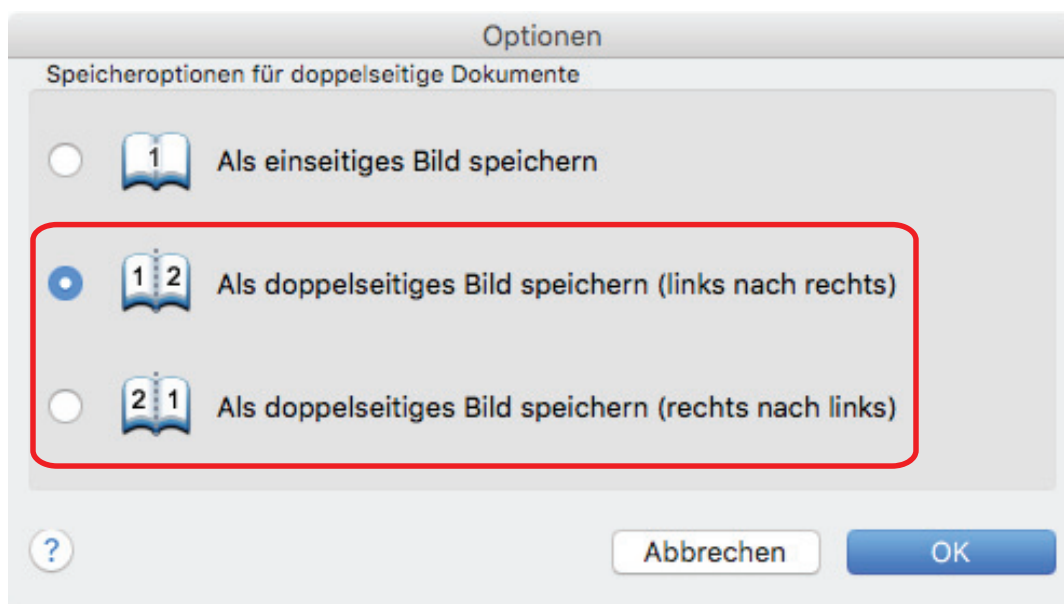 Optionen
Speicheroptionen für doppelseitige Dokumente
1 Als einseitiges Bild speichern
1 2 Als doppelseitiges Bild speichern (links nach rechts)
2 1 Als doppelseitiges Bild speichern (rechts nach links)
? Abbrechen OK